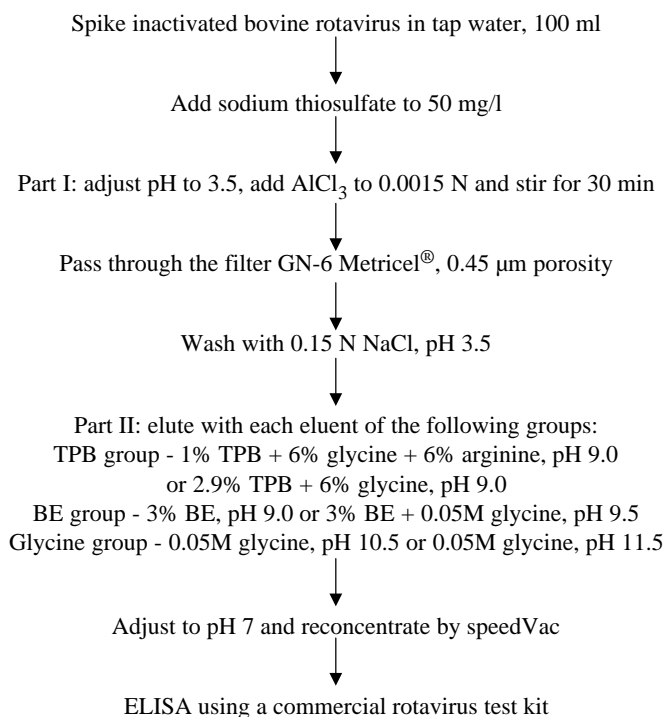 Spike inactivated bovine rotavirus in tap water, 100 ml
Add sodium thiosulfate to 50 mg/l
Part I: adjust pH to 3.5, add AlCl3 to 0.0015 N and stir for 30 min
Pass through the filter GN-6 Metricel®, 0.45 µm porosity
Wash with 0.15 N NaCl, pH 3.5
Part II: elute with each eluent of the following groups:
TPB group - 1% TPB + 6% glycine + 6% arginine, pH 9.0
or 2.9% TPB + 6% glycine, pH 9.0
BE group - 3% BE, pH 9.0 or 3% BE + 0.05M glycine, pH 9.5
Glycine group - 0.05M glycine, pH 10.5 or 0.05M glycine, pH 11.5
Adjust to pH 7 and reconcentrate by speedVac
ELISA using a commercial rotavirus test kit